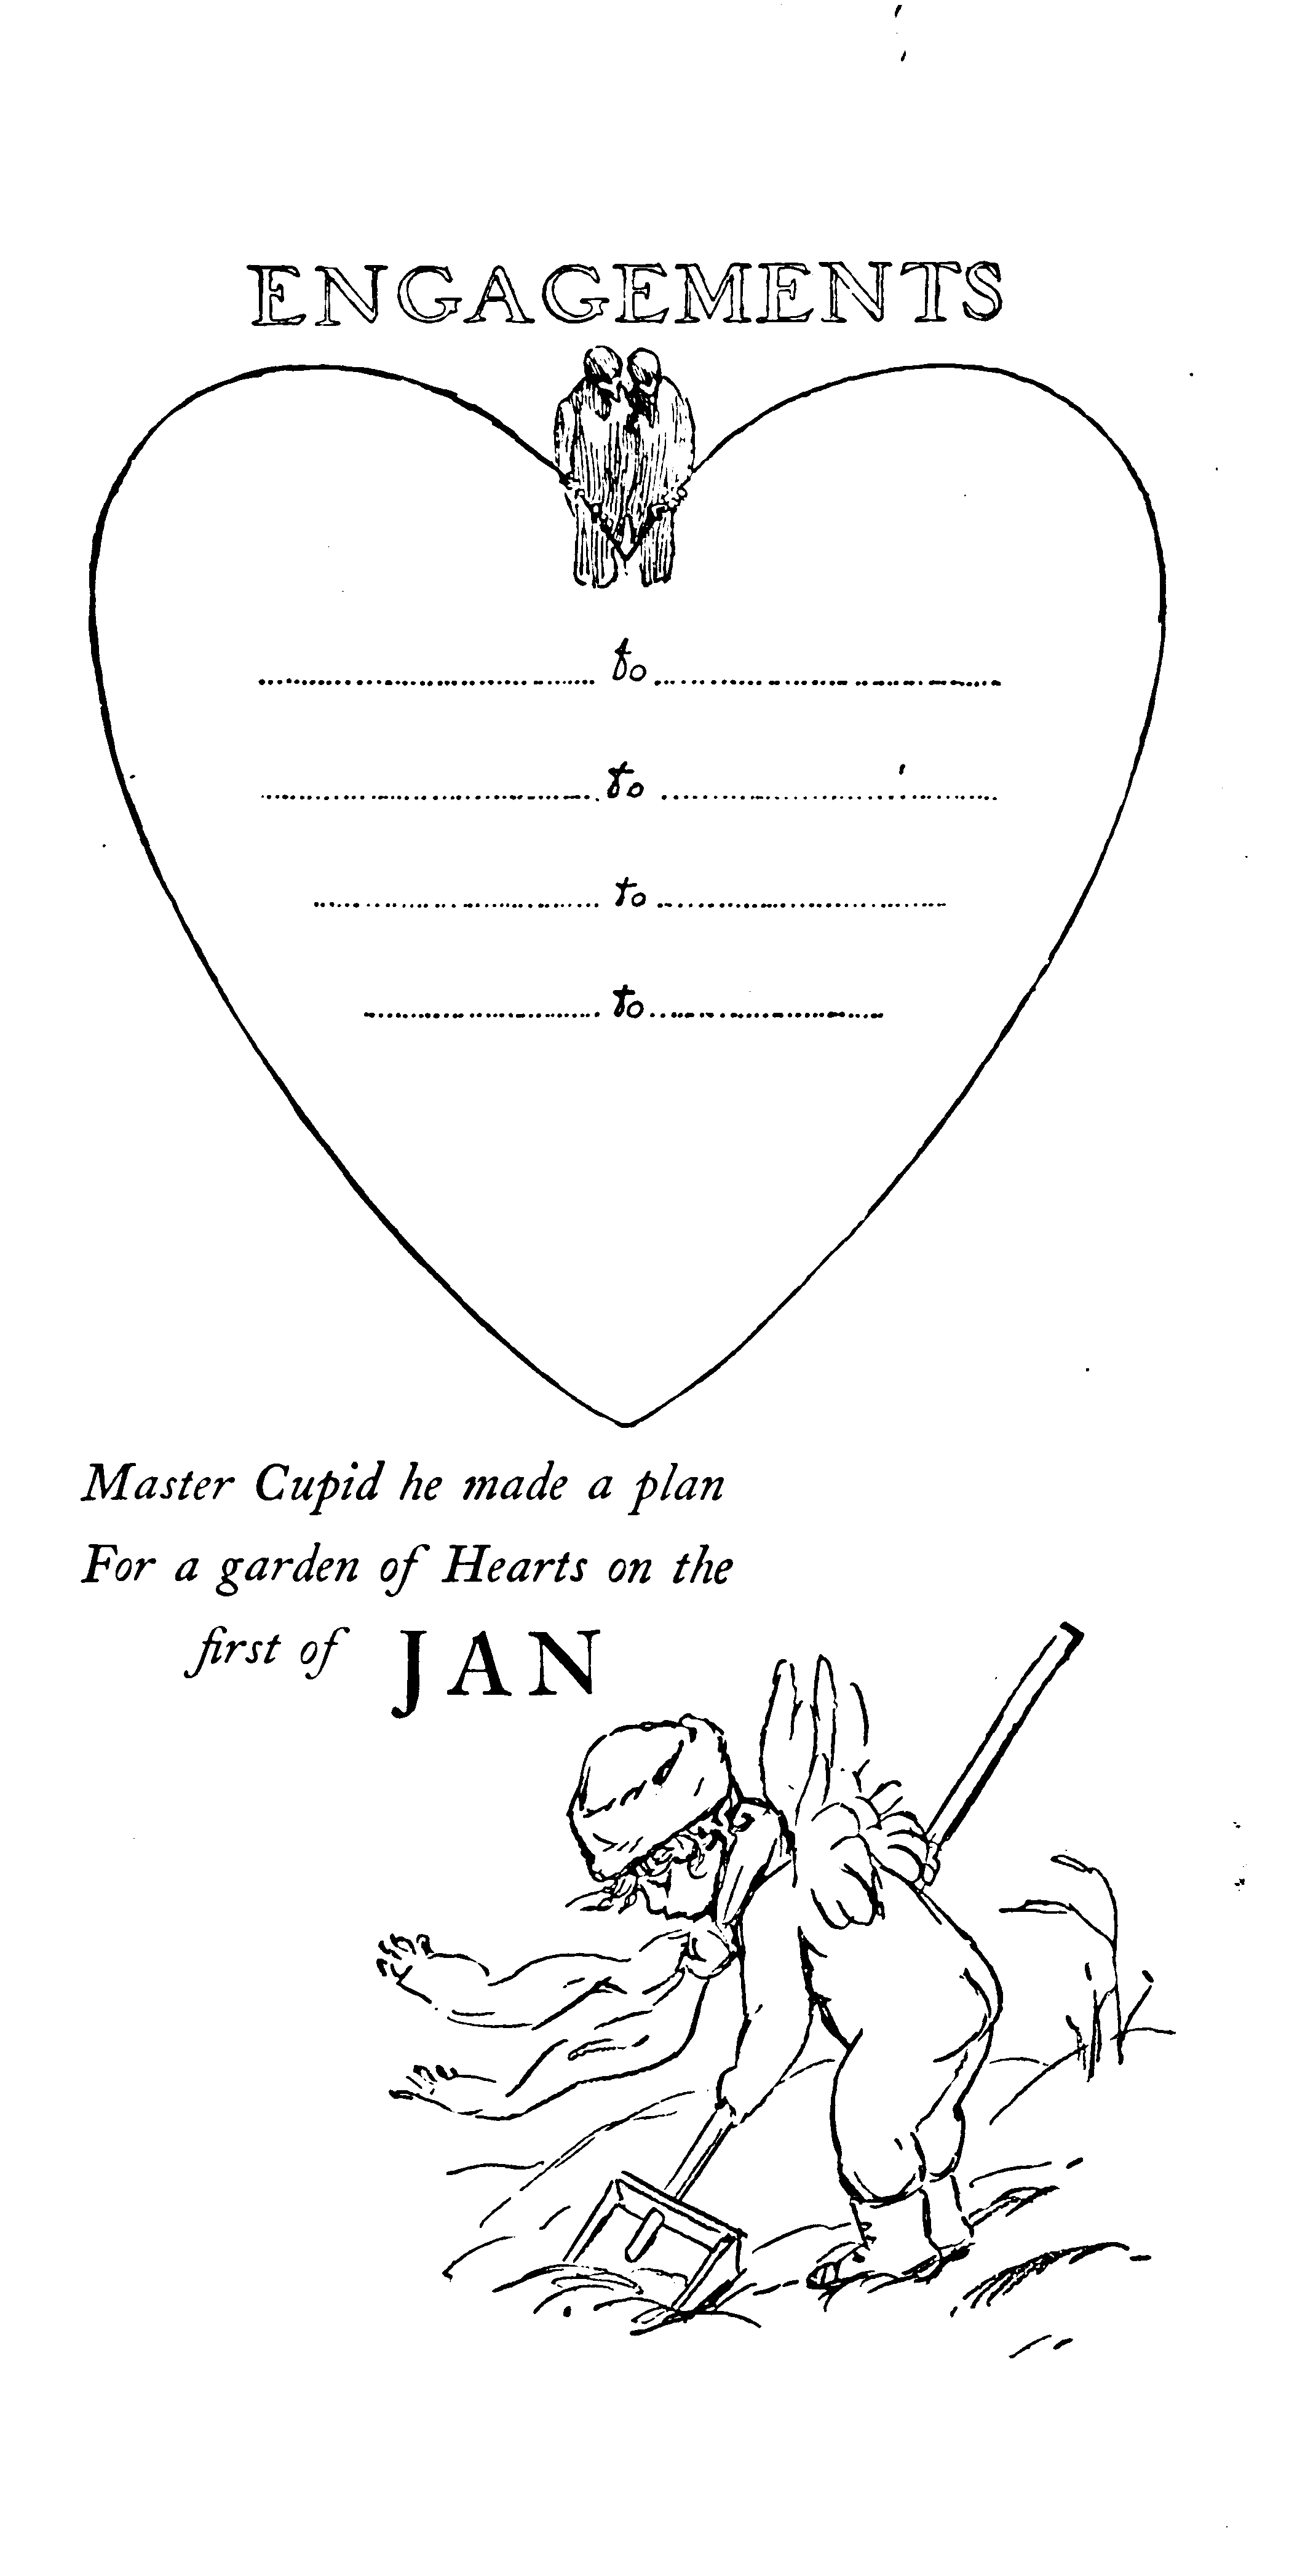 ENGAGEMENTS
to
to
to
to
Master Cupid he made a plan
For a garden of Hearts on the
first of JAN